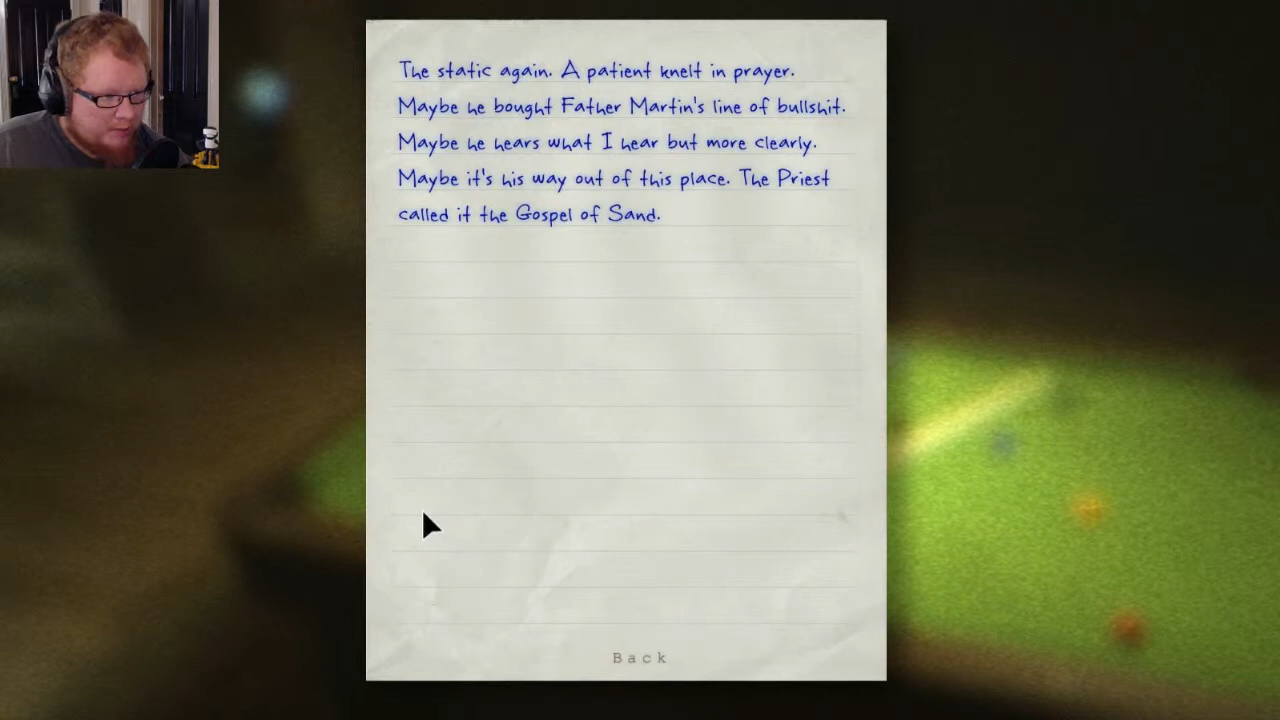 The static again. A patient knelt in prayer.
Maybe he bought Father Martin's line of bullshit.
Maybe he hears what I hear but more clearly.
Maybe it's his way out of this place. The Priest
called it the Gospel of Sand.
Back